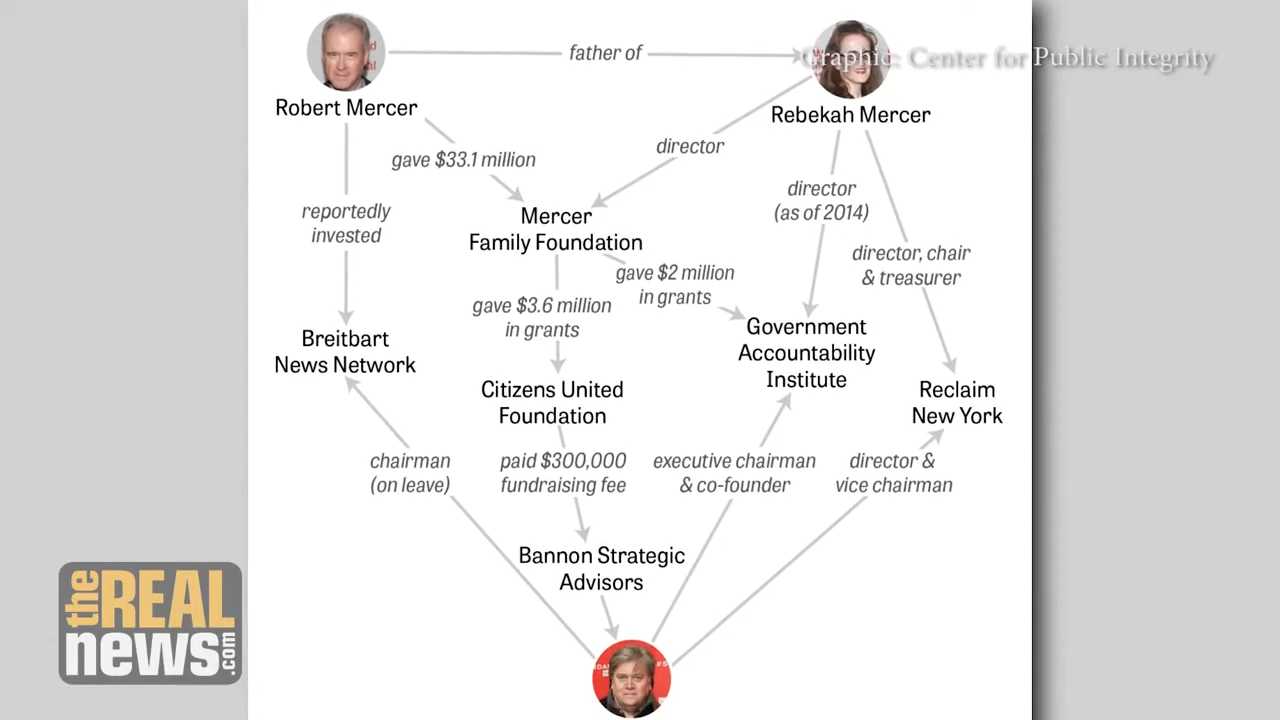 father of
Graphic: Center for Public Integrity
Robert Mercer
Rebekah Mercer
gave $33.1 million
director
reportedly
invested
director
(as of 2014)
Mercer
Family Foundation
director, chair
& treasurer
gave $2 million
in grants
gave $3.6 million
in grants
Breitbart
News Network
Government
Accountability
Institute
Citizens United
Foundation
Reclaim
New York
chairman
(on leave)
paid $300,000
fundraising fee
executive chairman
& co-founder
director &
vice chairman
Bannon Strategic
Advisors
the REAL
news.com